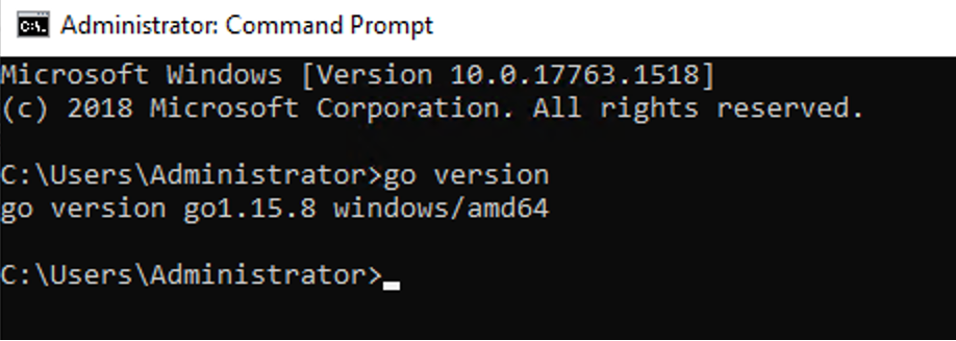 Administrator: Command Prompt
Microsoft Windows [Version 10.0.17763.1518]
(c) 2018 Microsoft Corporation. All rights reserved.
C:\Users\Administrator>go version
go version go1.15.8 windows/amd64
C:\Users\Administrator>